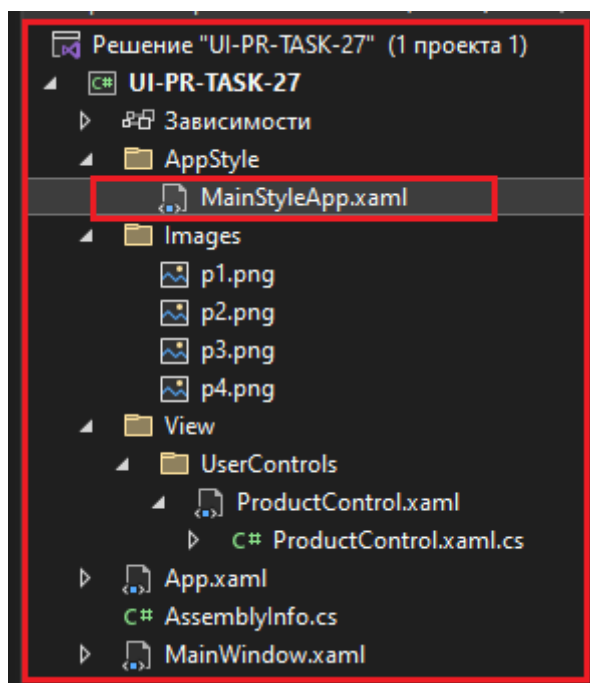 Решение "UI-PR-TASK-27" (1 проекта 1)
C# UI-PR-TASK-27
Зависимости
AppStyle
MainStyleApp.xaml
Images
p1.png
p2.png
p3.png
p4.png
View
UserControls
ProductControl.xaml
C# ProductControl.xaml.cs
App.xaml
C# AssemblyInfo.cs
MainWindow.xaml